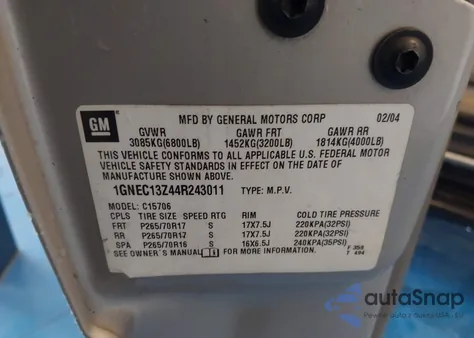 GM
MFD BY GENERAL MOTORS CORP 02/04
GVWR GAWR FRT GAWR RR
3085KG(6800LB) 1452KG(3200LB) 1814KG(4000LB)
THIS VEHICLE CONFORMS TO ALL APPLICABLE U.S. FEDERAL MOTOR
VEHICLE SAFETY STANDARDS IN EFFECT ON THE DATE OF
MANUFACTURE SHOWN ABOVE.
1GNEC13Z44R243011 TYPE: M.P.V.
MODEL: C15706
CPLS TIRE SIZE SPEED RTG RIM COLD TIRE PRESSURE
FRT P265/70R17 S 17X7.5J 220KPA(32PSI)
RR P265/70R17 S 17X7.5J 220KPA(32PSI)
SPA P265/70R16 S 16X6.5J 240KPA(35PSI)
SEE OWNER'S MANUAL FOR MORE INFORMATION.
autoSnap